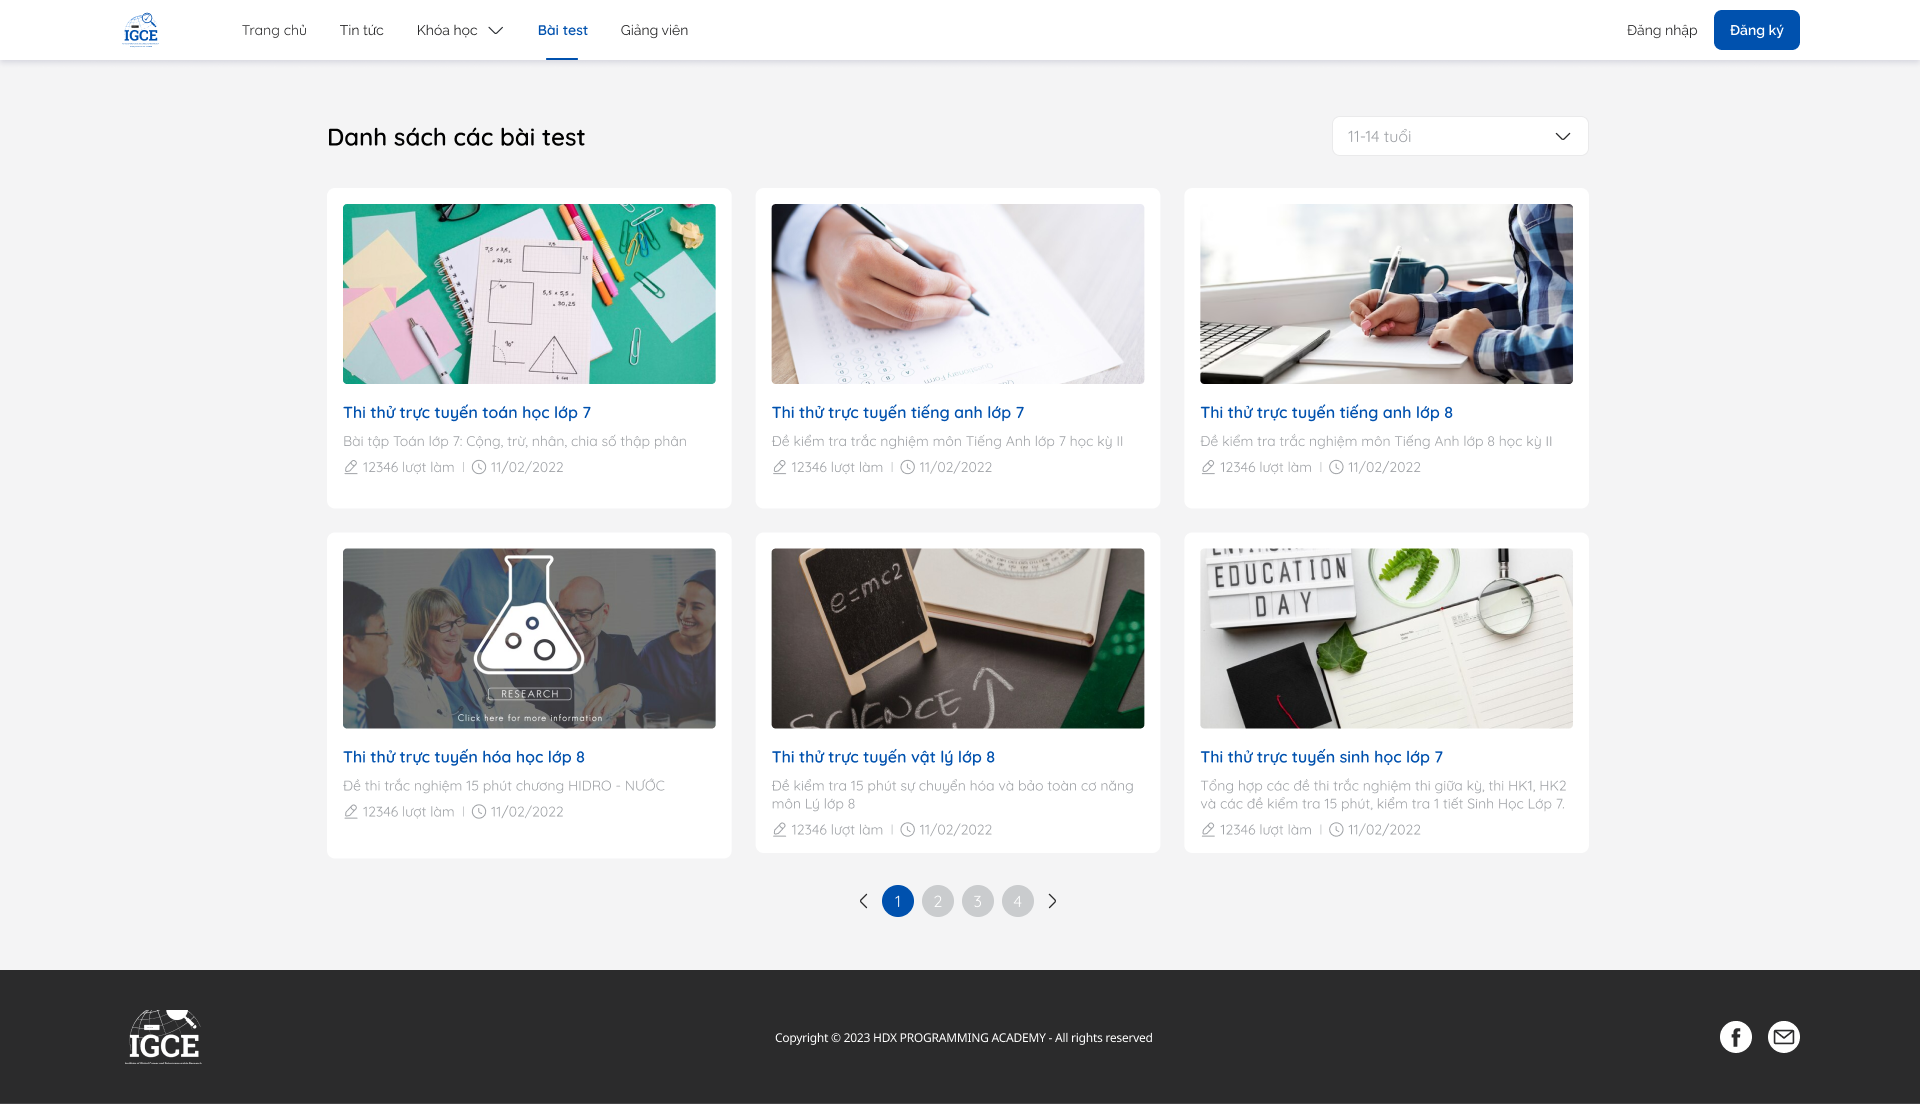 IGCE
Trang chủ
Tin tức
Khóa học
Bài test
Giảng viên
Đăng nhập
Đăng ký
Danh sách các bài test
11-14 tuổi
Thi thử trực tuyến toán học lớp 7
Bài tập Toán lớp 7: Cộng, trừ, nhân, chia số thập phân
12346 lượt làm | 11/02/2022
Thi thử trực tuyến tiếng anh lớp 7
Đề kiểm tra trắc nghiệm môn Tiếng Anh lớp 7 học kỳ II
12346 lượt làm | 11/02/2022
Thi thử trực tuyến tiếng anh lớp 8
Đề kiểm tra trắc nghiệm môn Tiếng Anh lớp 8 học kỳ II
12346 lượt làm | 11/02/2022
RESEARCH
Click here for more information
Thi thử trực tuyến hóa học lớp 8
Đề thi trắc nghiệm 15 phút chương HIDRO - NƯỚC
12346 lượt làm | 11/02/2022
e=mc2
SCIENCE
Thi thử trực tuyến vật lý lớp 8
Đề kiểm tra 15 phút sự chuyển hóa và bảo toàn cơ năng
môn Lý lớp 8
12346 lượt làm | 11/02/2022
EDUCATION
DAY
Thi thử trực tuyến sinh học lớp 7
Tổng hợp các đề thi trắc nghiệm thi giữa kỳ, thi HK1, HK2
và các đề kiểm tra 15 phút, kiểm tra 1 tiết Sinh Học Lớp 7.
12346 lượt làm | 11/02/2022
1
2
3
4
IGCE
Copyright © 2023 HDX PROGRAMMING ACADEMY - All rights reserved